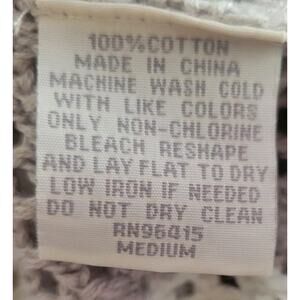 100%COTTON
MADE IN CHINA
MACHINE WASH COLD
WITH LIKE COLORS
ONLY NON-CHLORINE
BLEACH RESHAPE
AND LAY FLAT TO DRY
LOW IRON IF NEEDED
DO NOT DRY CLEAN
RN96415
MEDIUM